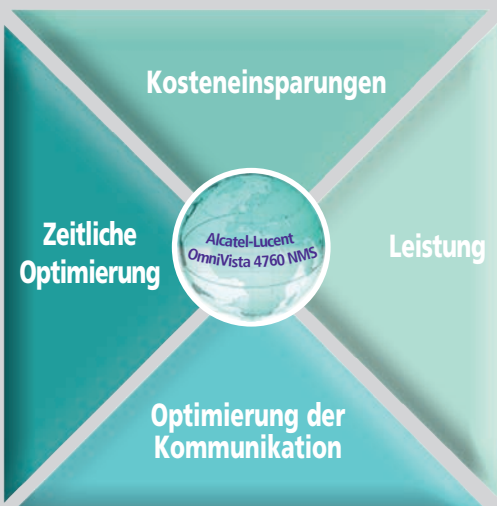 Kosteneinsparungen
Zeitliche
Optimierung
Alcatel-Lucent
OmniVista 4760 NMS
Leistung
Optimierung der
Kommunikation